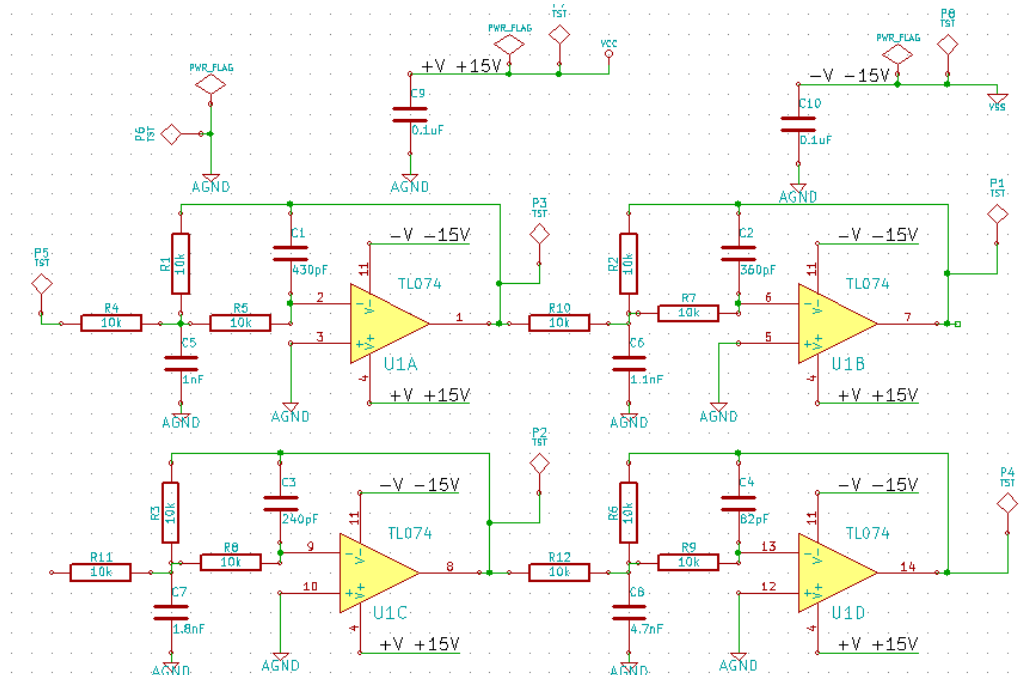 PWR_FLAG
P6
TST
AGND
TST
PWR_FLAG
VCC
+V +15V
C9
0.1uF
AGND
P8
TST
PWR_FLAG
-V -15V
VSS
C10
0.1uF
AGND
P5
TST
R4
10k
R1
10k
R5
10k
C5
1nF
AGND
C1
430pF
-V -15V
11
TL074
2
3
V-
V+
1
4
U1A
+V +15V
AGND
P3
TST
R10
10k
R2
10k
R7
10k
C6
1.1nF
AGND
C2
360pF
-V -15V
11
TL074
6
5
V-
V+
7
4
U1B
+V +15V
AGND
P1
TST
R11
10k
R3
10k
R8
10k
C7
1.8nF
AGND
C3
240pF
-V -15V
11
TL074
9
10
V-
V+
8
4
U1C
+V +15V
AGND
P2
TST
R12
10k
R6
10k
R9
10k
C8
4.7nF
AGND
C4
82pF
-V -15V
11
TL074
13
12
V-
V+
14
4
U1D
+V +15V
AGND
P4
TST